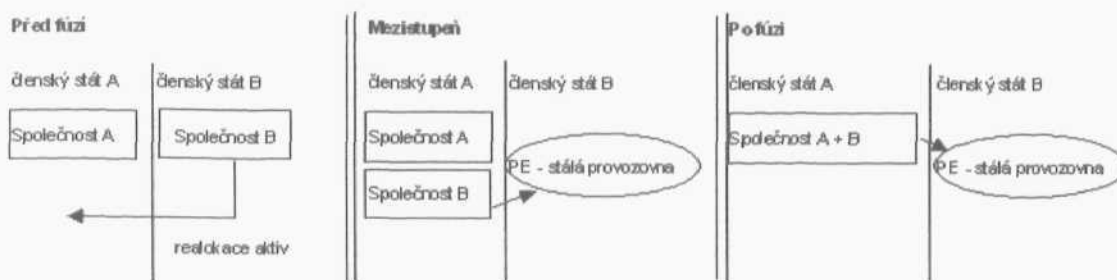 Před fúzí
členský stát A
členský stát B
Společnost A
Společnost B
realokace aktiv
Mezistupeň
členský stát A
členský stát B
Společnost A
Společnost B
PE - stálá provozovna
Po fúzi
členský stát A
členský stát B
Společnost A + B
PE - stálá provozovna